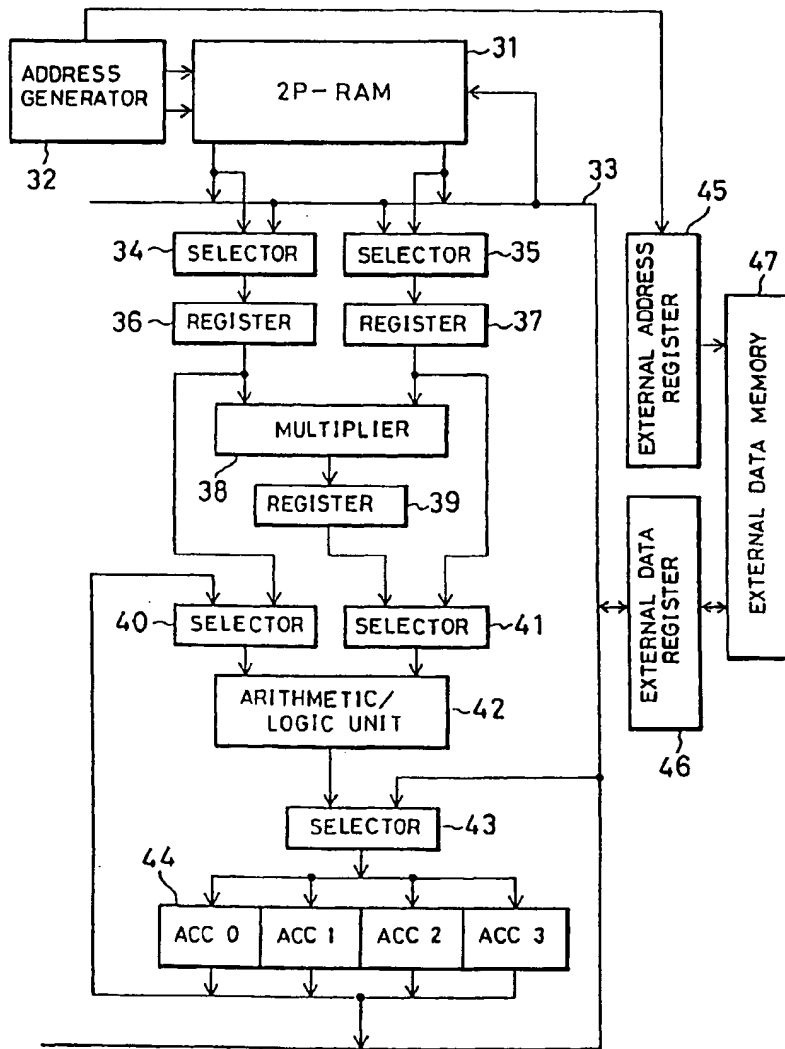 31
ADDRESS
GENERATOR
2P-RAM
32
33
45
34
SELECTOR
SELECTOR
35
47
36
REGISTER
REGISTER
37
EXTERNAL ADDRESS
REGISTER
EXTERNAL DATA MEMORY
MULTIPLIER
38
REGISTER
39
40
SELECTOR
SELECTOR
41
EXTERNAL DATA
REGISTER
46
ARITHMETIC/
LOGIC UNIT
42
SELECTOR
43
44
ACC 0
ACC 1
ACC 2
ACC 3